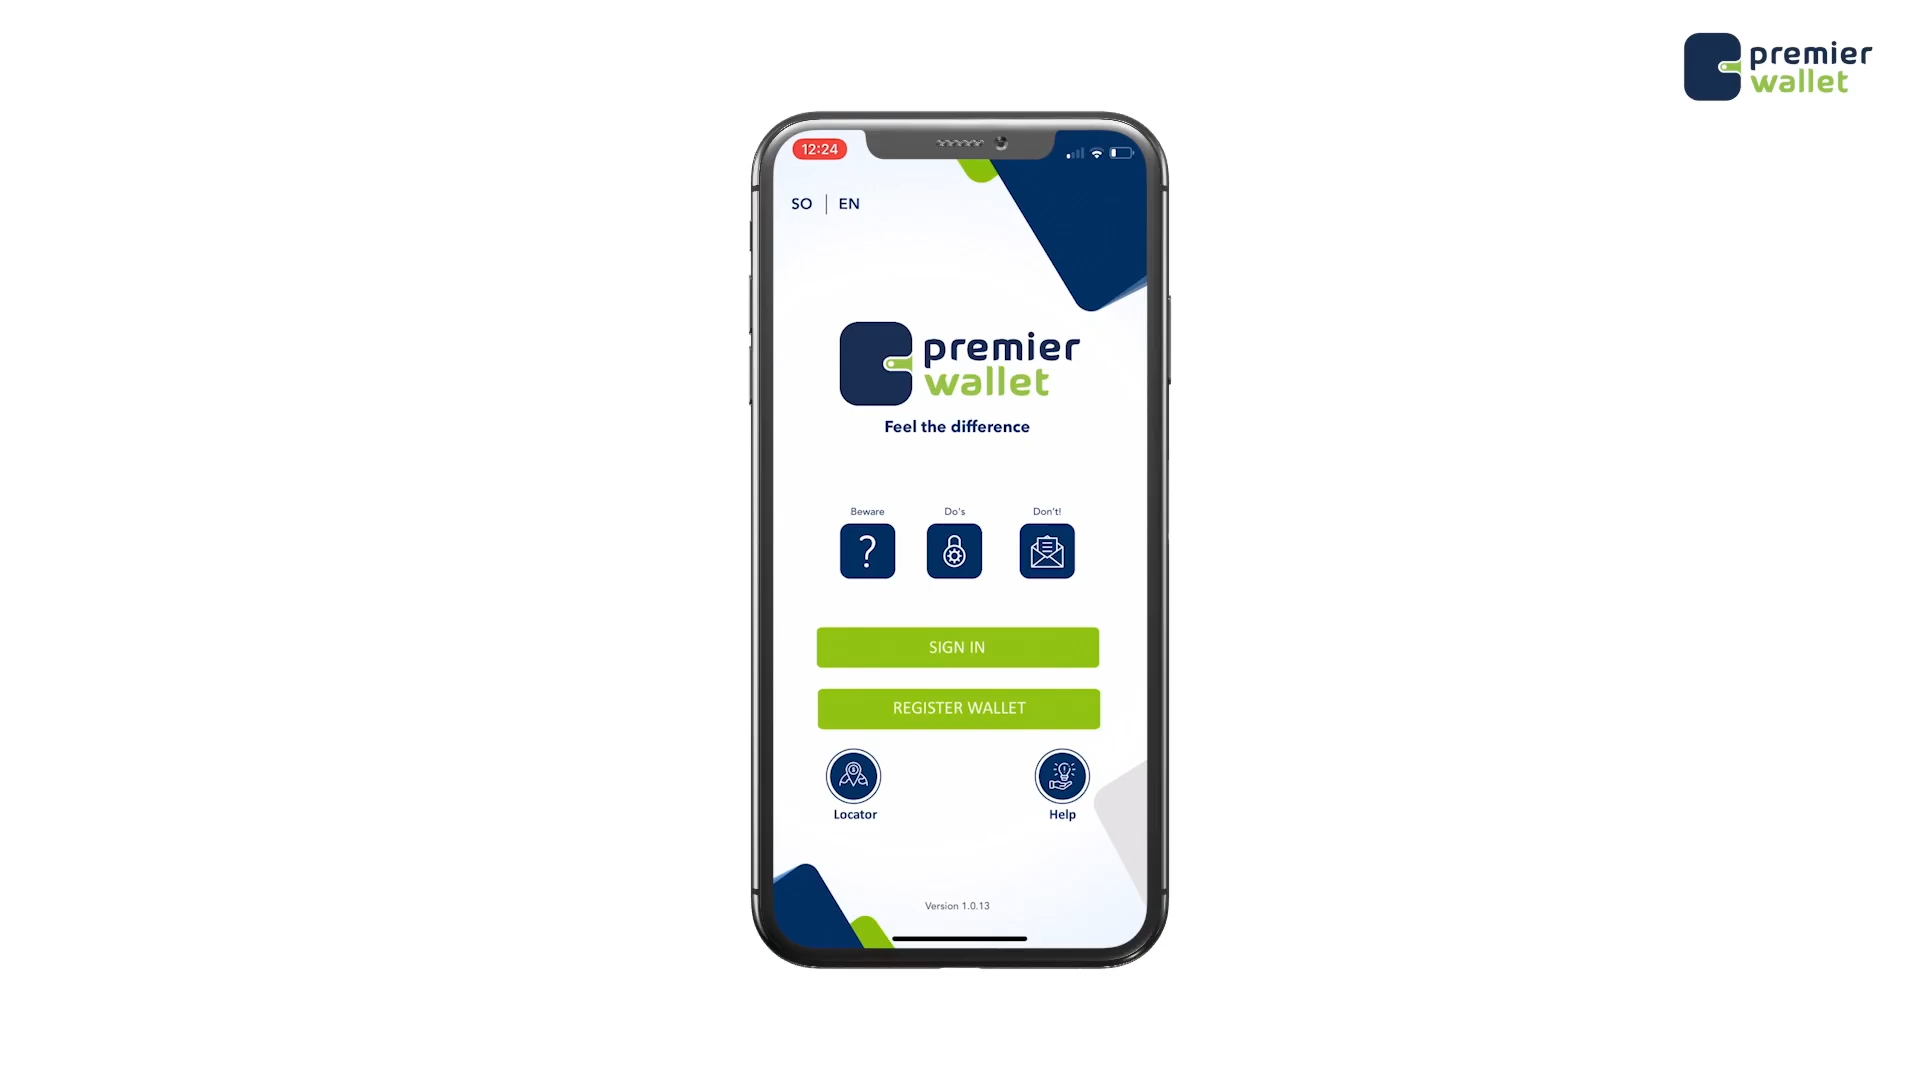 premier
wallet
12:24
SO | EN
premier
wallet
Feel the difference
Beware
Do's
Don't!
?
SIGN IN
REGISTER WALLET
Locator
Help
Version 1.0.13